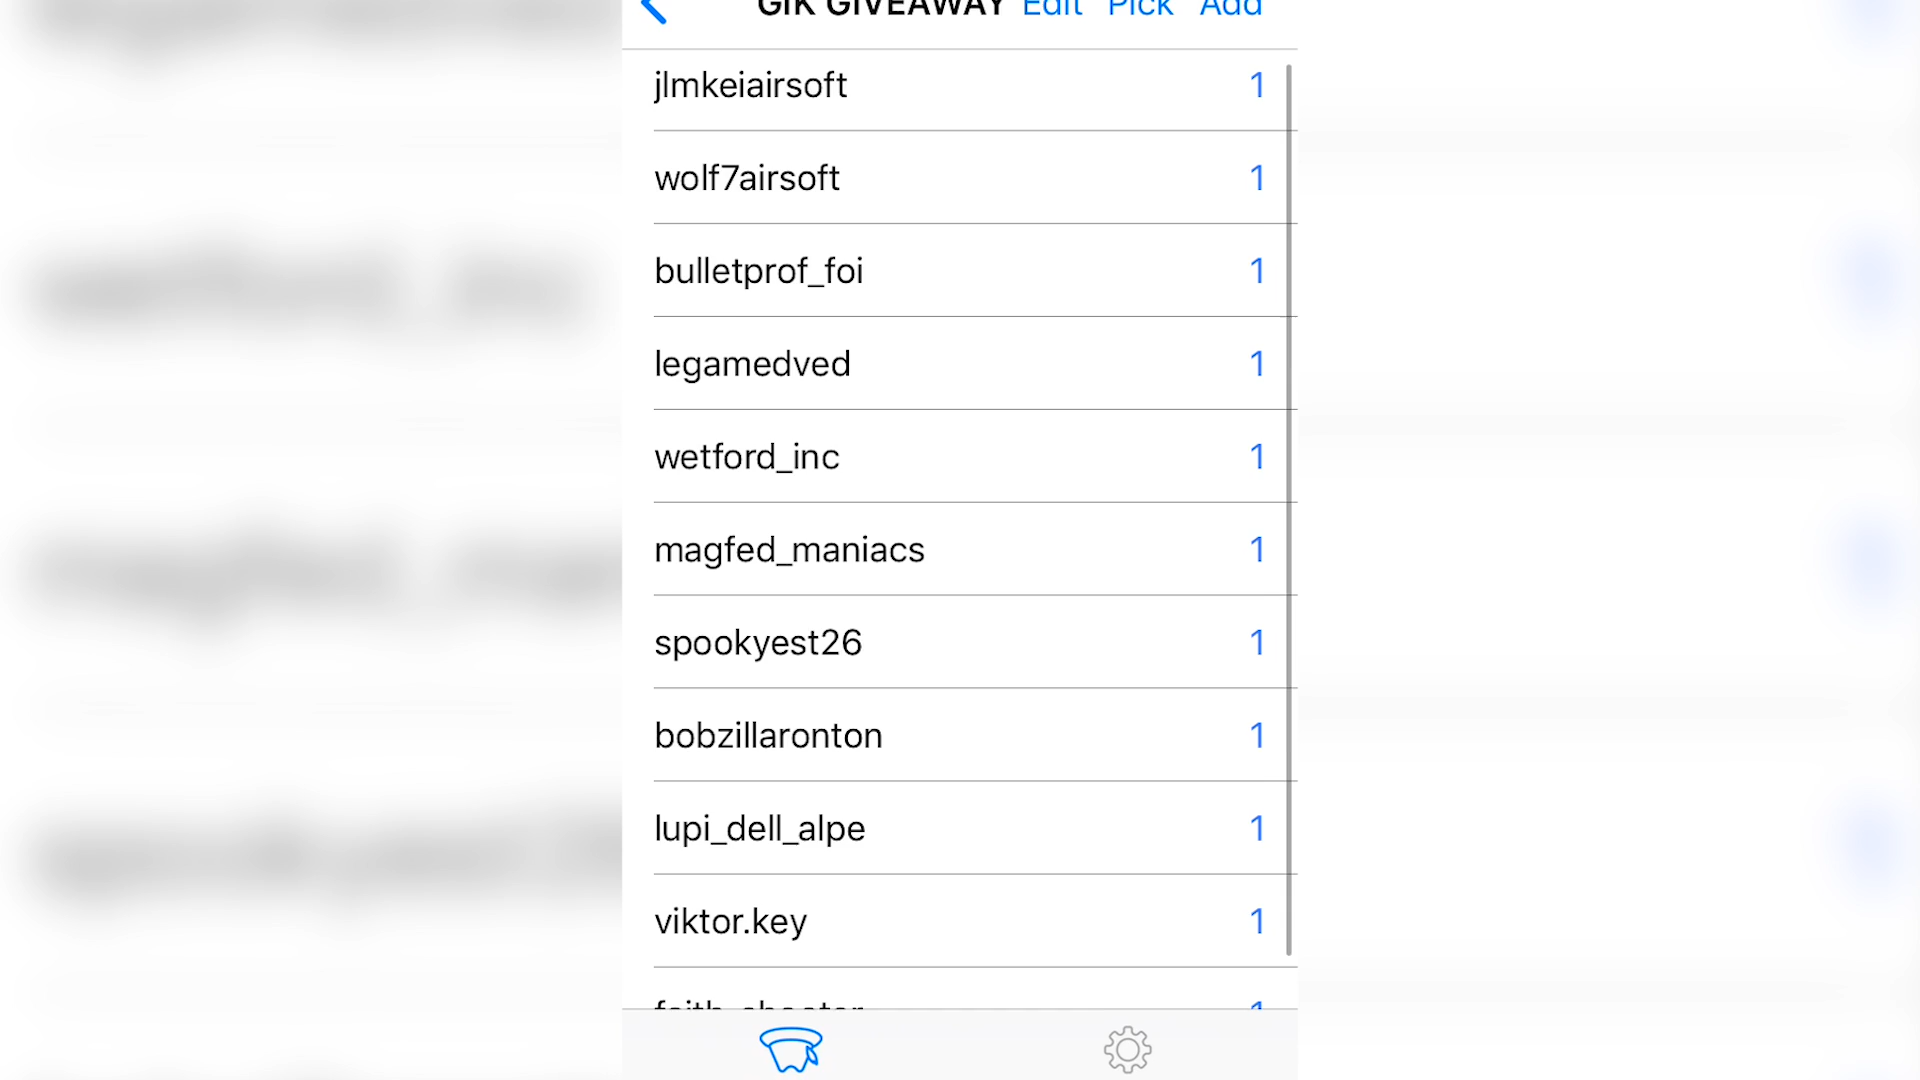 GIK GIVEAWAY Edit Pick Add
jlmkeiairsoft 1
wolf7airsoft 1
bulletprof_foi 1
legamedved 1
wetford_inc 1
magfed_maniacs 1
spookyest26 1
bobzillaronton 1
lupi_dell_alpe 1
viktor.key 1